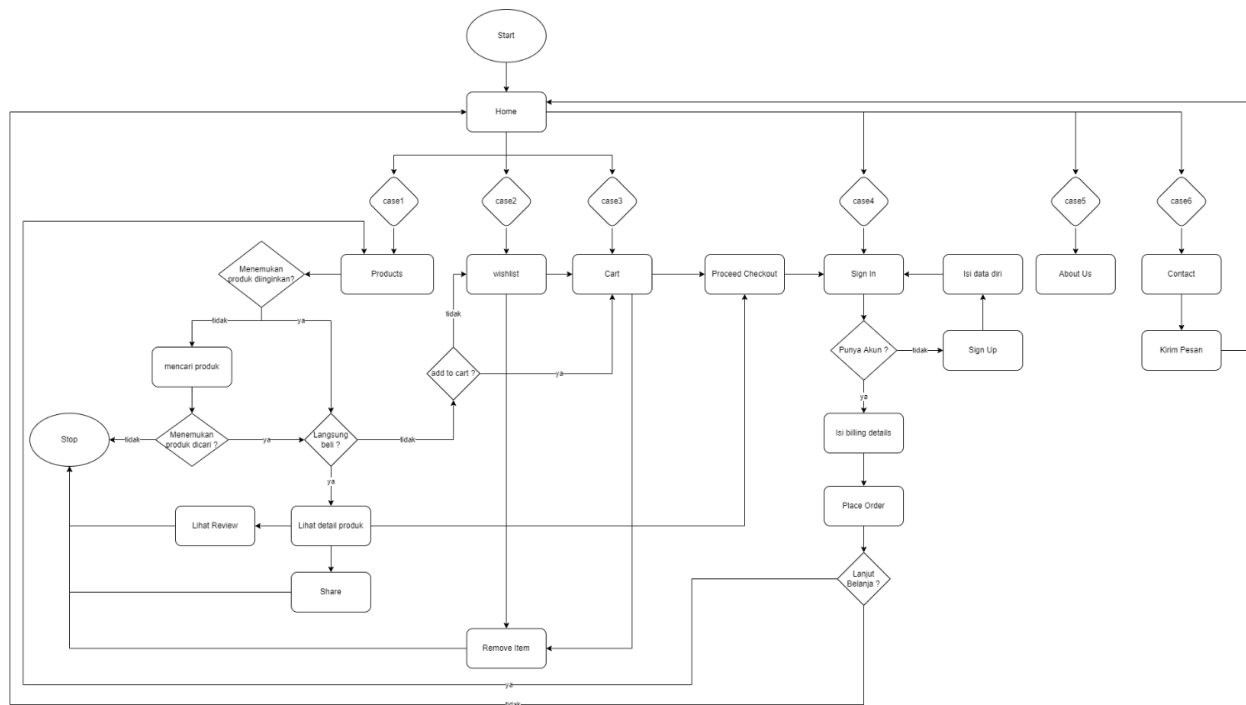 Start
Home
case1
case2
case3
case4
case5
case6
Menemukan
produk diinginkan?
Products
wishlist
Cart
Proceed Checkout
Sign In
Isi data diri
About Us
Contact
tidak
ya
tidak
mencari produk
add to cart ?
ya
Punya Akun ?
tidak
Sign Up
Kirim Pesan
ya
Stop
tidak
Menemukan
produk dicari ?
ya
Langsung
beli ?
tidak
Isi billing details
ya
Lihat Review
Lihat detail produk
Place Order
Share
Lanjut
Belanja ?
Remove Item
ya
tidak